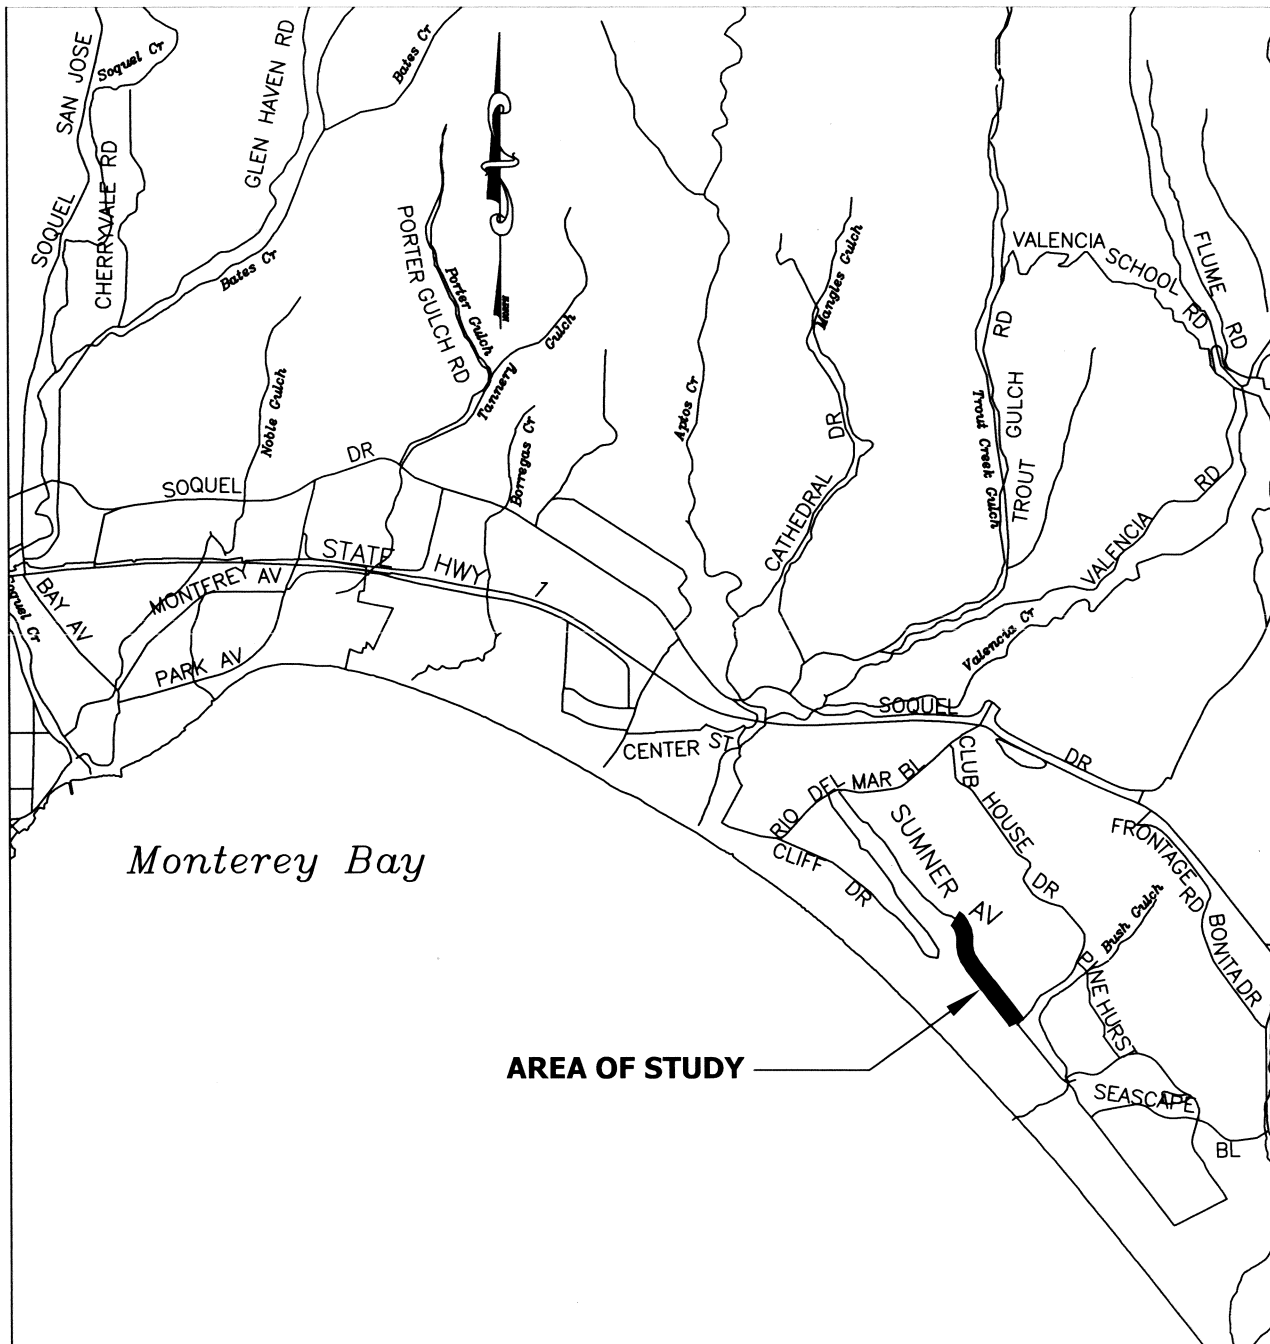 SOQUEL SAN JOSE
Soquel Cr
CHERRYVALE RD
GLEN HAVEN RD
Bates Cr
Bates Cr
NORTH
PORTER GULCH RD
Porter Gulch
Tannery Gulch
Noble Gulch
Borregas Cr
Aptos Cr
Mangles Gulch
CATHEDRAL DR
VALENCIA SCHOOL RD
FLUME RD
TROUT GULCH RD
Trout Creek Gulch
VALENCIA RD
Valencia Cr
SOQUEL DR
STATE HWY 1
MONTEREY AV
BAY AV
Soquel Cr
PARK AV
CENTER ST
SOQUEL DR
RIO DEL MAR BL
CLUB HOUSE DR
CLIFF DR
SUMNER AV
FRONTAGE RD
BONITA DR
Bush Gulch
PINEHURST
SEASCAPE BL
Monterey Bay
AREA OF STUDY